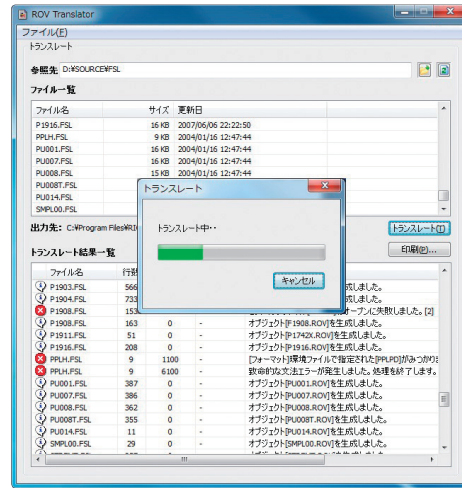 ROV Translator
ファイル(F)
トランスレート
参照先 D:¥SOURCE¥FSL
ファイル一覧
ファイル名 サイズ 更新日
P1916.FSL 16 KB 2007/06/06 22:22:50
PPLH.FSL 9 KB 2004/01/16 12:47:44
PU001.FSL 16 KB 2004/01/16 12:47:44
PU007.FSL 16 KB 2004/01/16 12:47:44
PU008.FSL 15 KB 2004/01/16 12:47:44
PU008T.FSL
PU014.FSL
SMPL00.FSL
トランスレート
トランスレート中・・
キャンセル
出力先: C:¥Program Files¥
トランスレート(T)
トランスレート結果一覧
印刷(P)...
ファイル名 行数
P1903.FSL 566 成しました。
P1904.FSL 733 成しました。
P1908.FSL 153 オープンに失敗しました。[2]
P1908.FSL 163 0 - オブジェクト[P1908.ROV]を生成しました。
P1911.FSL 51 0 - オブジェクト[P1742X.ROV]を生成しました。
P1916.FSL 208 0 - オブジェクト[P1916.ROV]を生成しました。
PPLH.FSL 9 1100 [フォーマット]環境ファイルで指定された[PPLPD]がみつかりま
PPLH.FSL 9 6100 致命的な文法エラーが発生しました。処理を終了します。
PU001.FSL 387 0 - オブジェクト[PU001.ROV]を生成しました。
PU007.FSL 386 0 - オブジェクト[PU007.ROV]を生成しました。
PU008.FSL 362 0 - オブジェクト[PU008.ROV]を生成しました。
PU008T.FSL 355 0 - オブジェクト[PU008T.ROV]を生成しました。
PU014.FSL 11 0 - オブジェクト[PU014.ROV]を生成しました。
SMPL00.FSL 29 0 - オブジェクト[SMPL00.ROV]を生成しました。